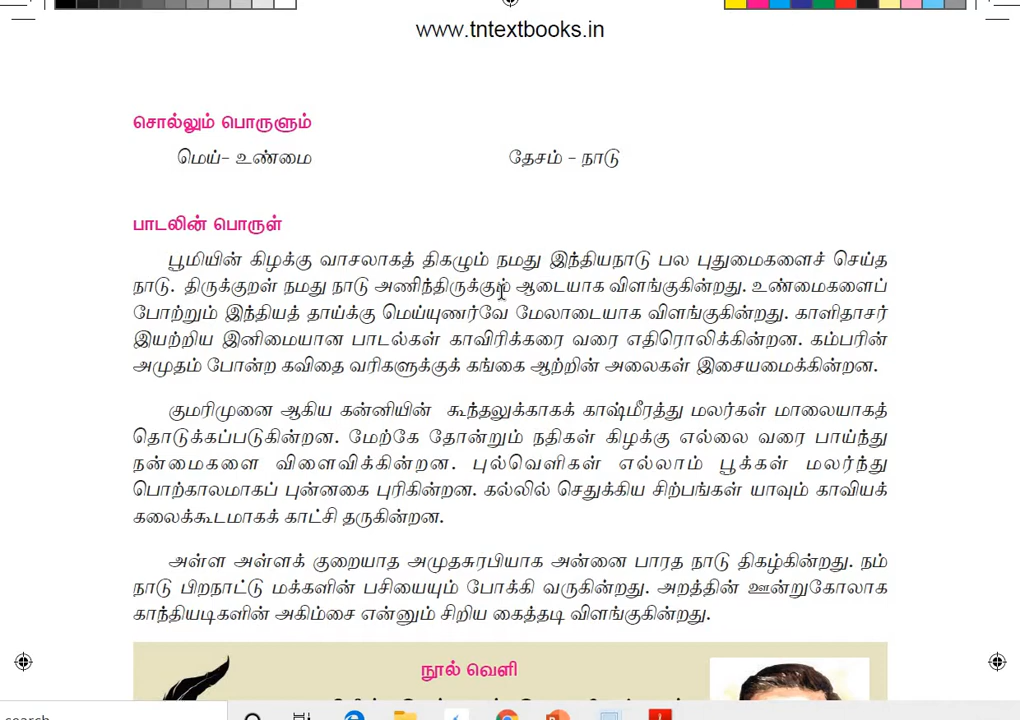 www.tntextbooks.in
சொல்லும் பொருளும்
மெய்- உண்மை தேசம் - நாடு
பாடலின் பொருள்
பூமியின் கிழக்கு வாசலாகத் திகழும் நமது இந்தியநாடு பல புதுமைகளைச் செய்த
நாடு. திருக்குறள் நமது நாடு அணிந்திருக்கும் ஆடையாக விளங்குகின்றது. உண்மைகளைப்
போற்றும் இந்தியத் தாய்க்கு மெய்யுணர்வே மேலாடையாக விளங்குகின்றது. காளிதாசர்
இயற்றிய இனிமையான பாடல்கள் காவிரிக்கரை வரை எதிரொலிக்கின்றன. கம்பரின்
அமுதம் போன்ற கவிதை வரிகளுக்குக் கங்கை ஆற்றின் அலைகள் இசையமைக்கின்றன.
குமரிமுனை ஆகிய கன்னியின் கூந்தலுக்காகக் காஷ்மீரத்து மலர்கள் மாலையாகத்
தொடுக்கப்படுகின்றன. மேற்கே தோன்றும் நதிகள் கிழக்கு எல்லை வரை பாய்ந்து
நன்மைகளை விளைவிக்கின்றன. புல்வெளிகள் எல்லாம் பூக்கள் மலர்ந்து
பொற்காலமாகப் புன்னகை புரிகின்றன. கல்லில் செதுக்கிய சிற்பங்கள் யாவும் காவியக்
கலைக்கூடமாகக் காட்சி தருகின்றன.
அள்ள அள்ளக் குறையாத அமுதசுரபியாக அன்னை பாரத நாடு திகழ்கின்றது. நம்
நாடு பிறநாட்டு மக்களின் பசியையும் போக்கி வருகின்றது. அறத்தின் ஊன்றுகோலாக
காந்தியடிகளின் அகிம்சை என்னும் சிறிய கைத்தடி விளங்குகின்றது.
நூல் வெளி